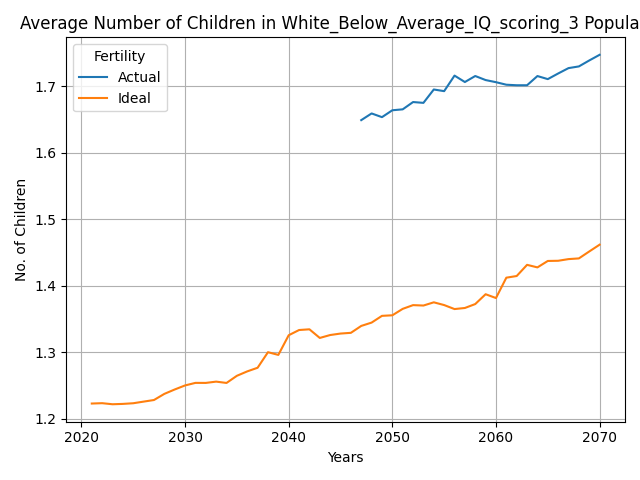 Average Number of Children in White_Below_Average_IQ_scoring_3 Popula
Fertility
Actual
Ideal
1.7
1.6
1.5
1.4
1.3
1.2
No. of Children
2020 2030 2040 2050 2060 2070
Years